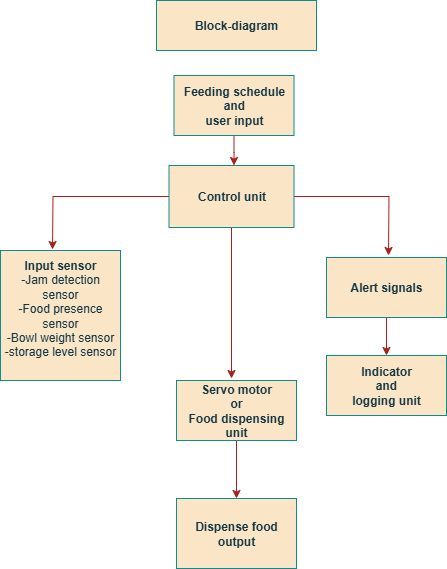 Block-diagram
Feeding schedule
and
user input
Control unit
Input sensor
-Jam detection
sensor
-Food presence
sensor
-Bowl weight sensor
-storage level sensor
Alert signals
Servo motor
or
Food dispensing
unit
Indicator
and
logging unit
Dispense food
output